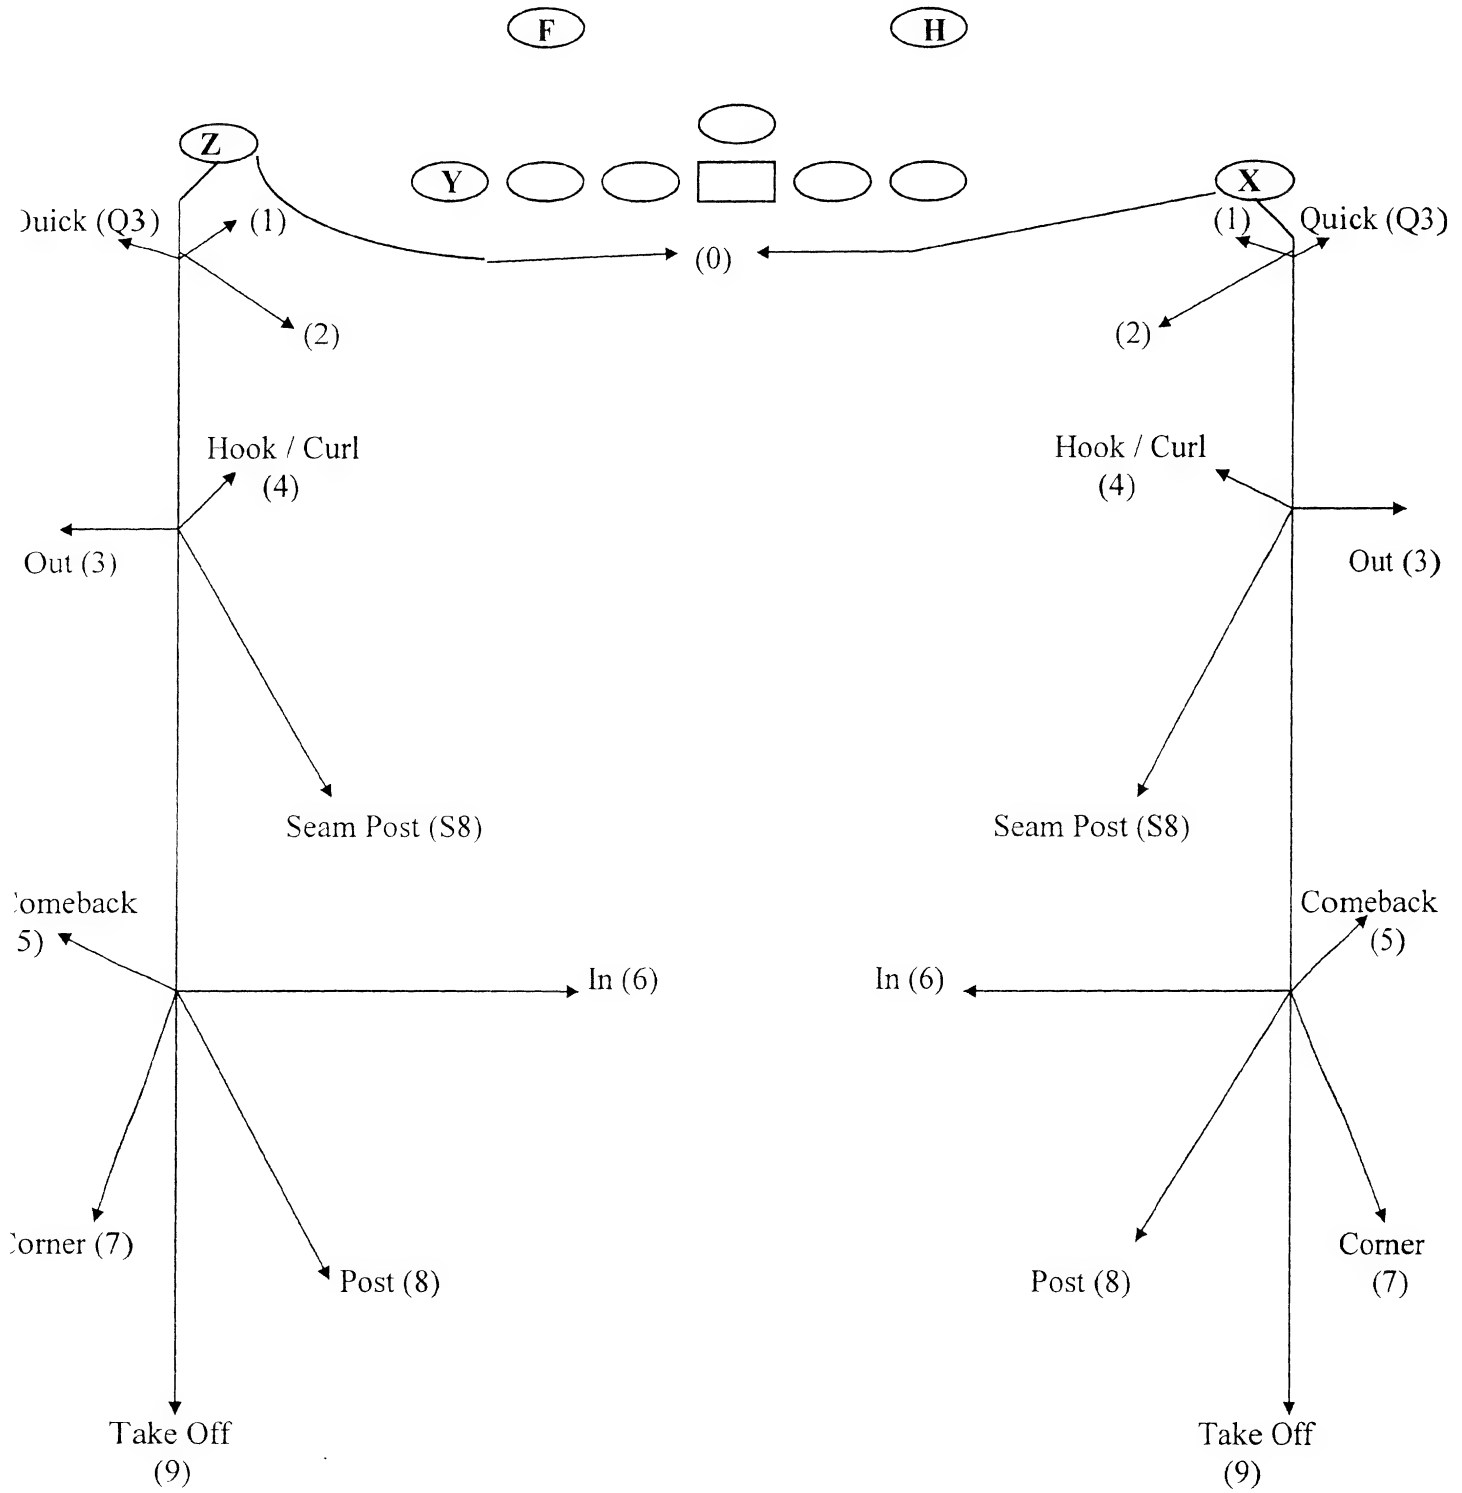 F H
Z
Y X
Quick (Q3) (1) (1) Quick (Q3)
(0)
(2) (2)
Hook / Curl Hook / Curl
(4) (4)
Out (3) Out (3)
Seam Post (S8) Seam Post (S8)
omeback Comeback
5) (5)
In (6) In (6)
orner (7) Corner
Post (8) Post (8) (7)
Take Off Take Off
(9) (9)